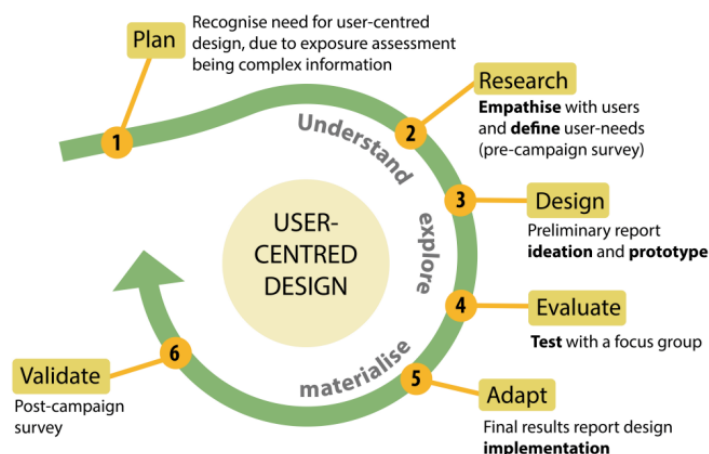 Plan
Recognise need for user-centred
design, due to exposure assessment
being complex information
1
Research
Empathise with users
and define user-needs
(pre-campaign survey)
2
Understand
3
Design
Preliminary report
ideation and prototype
explore
USER-
CENTRED
DESIGN
4
Evaluate
Test with a focus group
materialise
5
Adapt
Final results report design
implementation
6
Validate
Post-campaign
survey